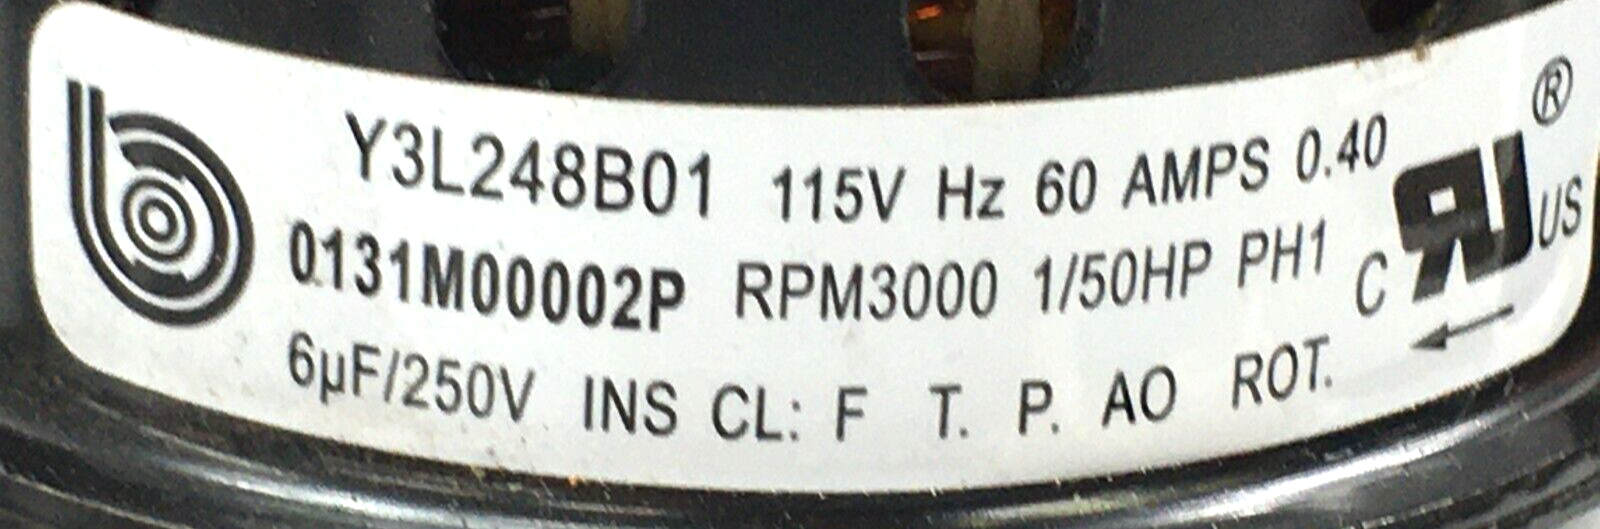 Y3L248B01 115V Hz 60 AMPS 0.40
0131M00002P RPM3000 1/50HP PH1
6µF/250V INS CL: F T. P. AO ROT.
C RU US ®